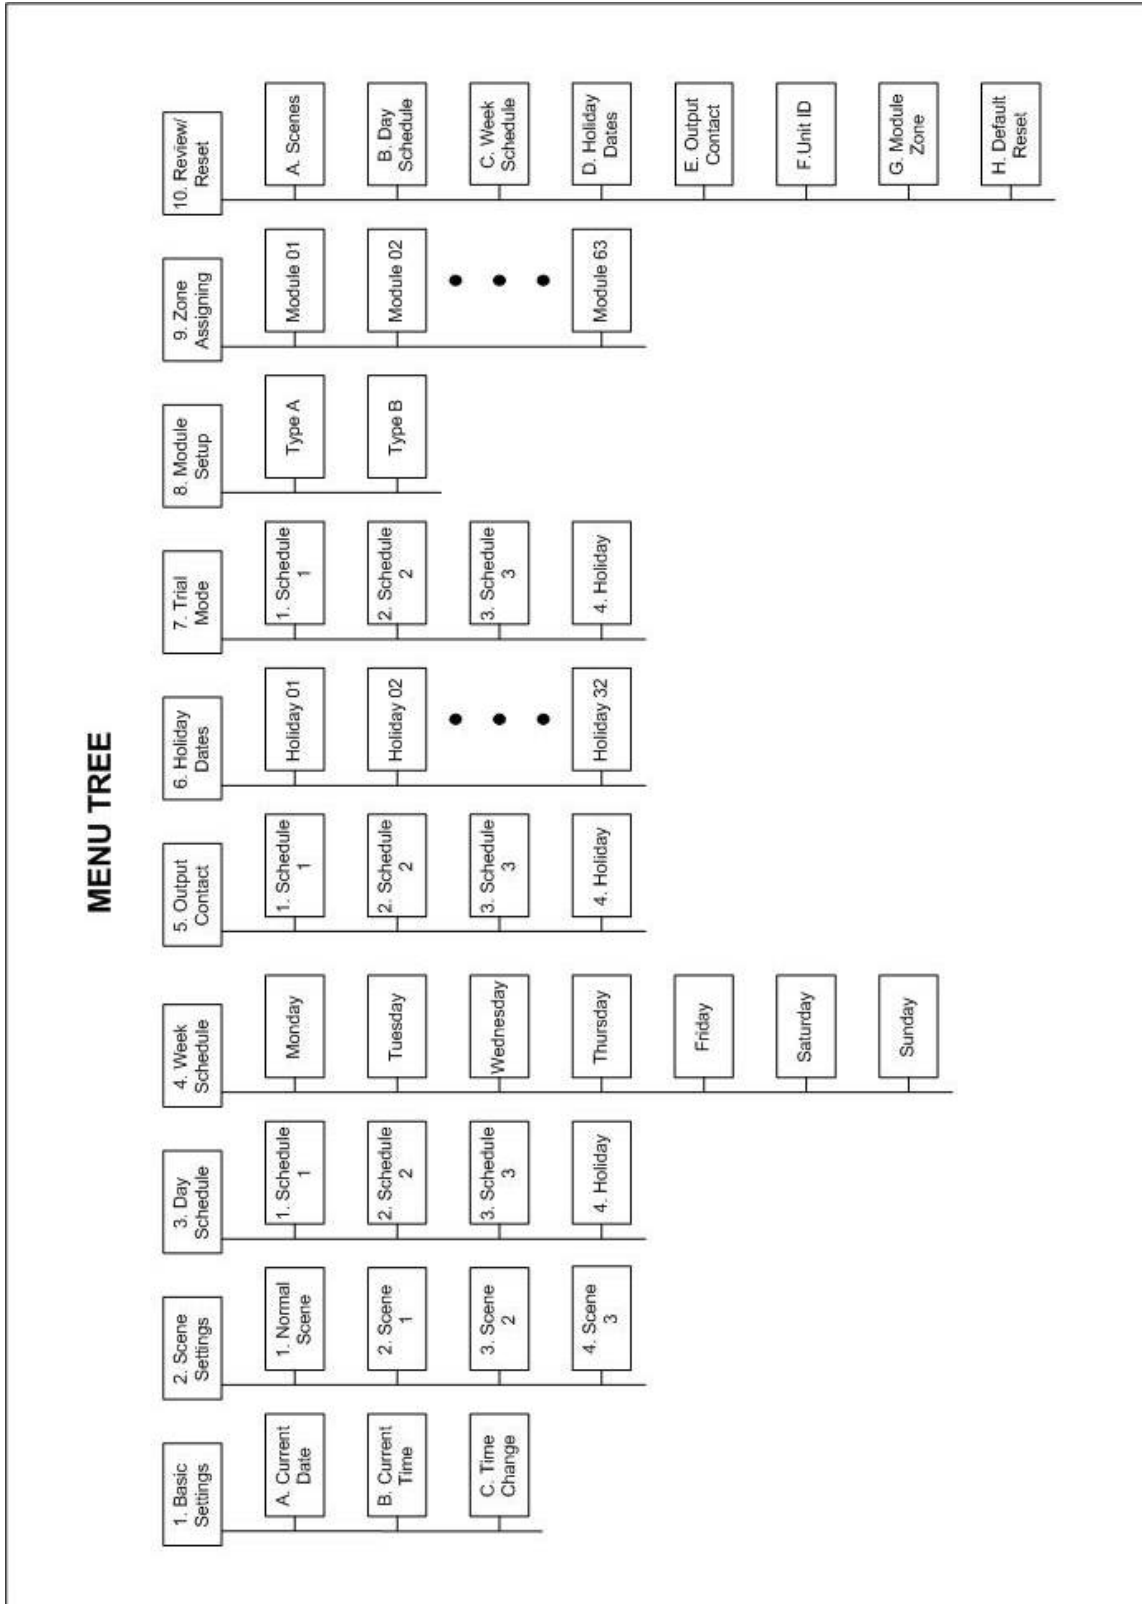 MENU TREE
1. Basic
Settings
A. Current
Date
B. Current
Time
C. Time
Change
2. Scene
Settings
1. Normal
Scene
2. Scene
1
3. Scene
2
4. Scene
3
3. Day
Schedule
1. Schedule
1
2. Schedule
2
3. Schedule
3
4. Holiday
4. Week
Schedule
Monday
Tuesday
Wednesday
Thursday
Friday
Saturday
Sunday
5. Output
Contact
1. Schedule
1
2. Schedule
2
3. Schedule
3
4. Holiday
6. Holiday
Dates
Holiday 01
Holiday 02
Holiday 32
7. Trial
Mode
1. Schedule
1
2. Schedule
2
3. Schedule
3
4. Holiday
8. Module
Setup
Type A
Type B
9. Zone
Assigning
Module 01
Module 02
Module 63
10. Review/
Reset
A. Scenes
B. Day
Schedule
C. Week
Schedule
D. Holiday
Dates
E. Output
Contact
F.Unit ID
G. Module
Zone
H. Default
Reset